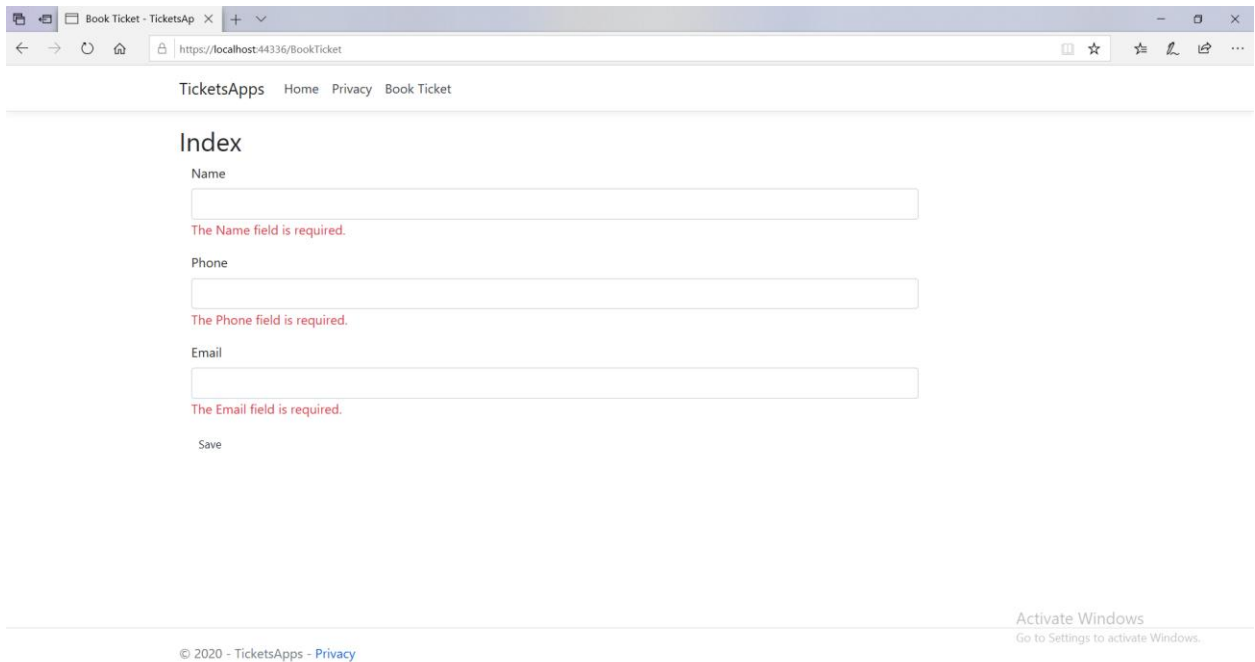 Book Ticket - TicketsAp
https://localhost:44336/BookTicket
TicketsApps Home Privacy Book Ticket
Index
Name
The Name field is required.
Phone
The Phone field is required.
Email
The Email field is required.
Save
Activate Windows
Go to Settings to activate Windows.
© 2020 - TicketsApps - Privacy